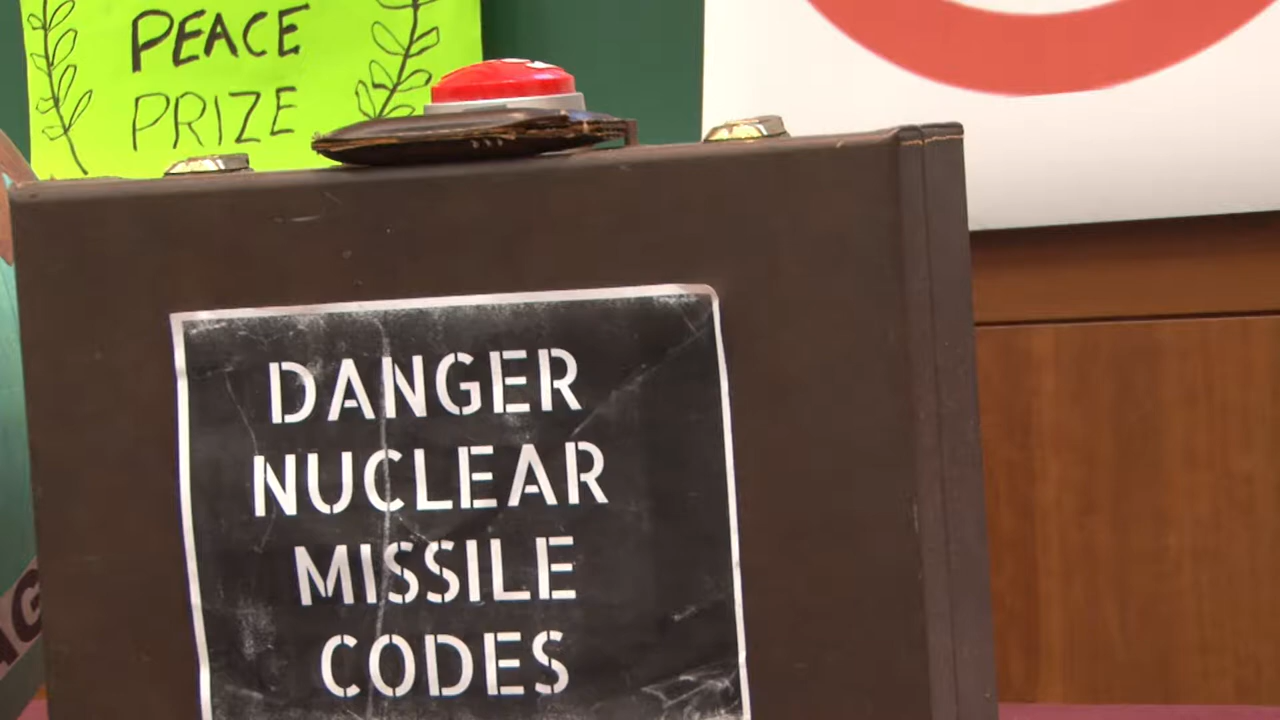 PEACE
PRIZE
DANGER
NUCLEAR
MISSILE
CODES